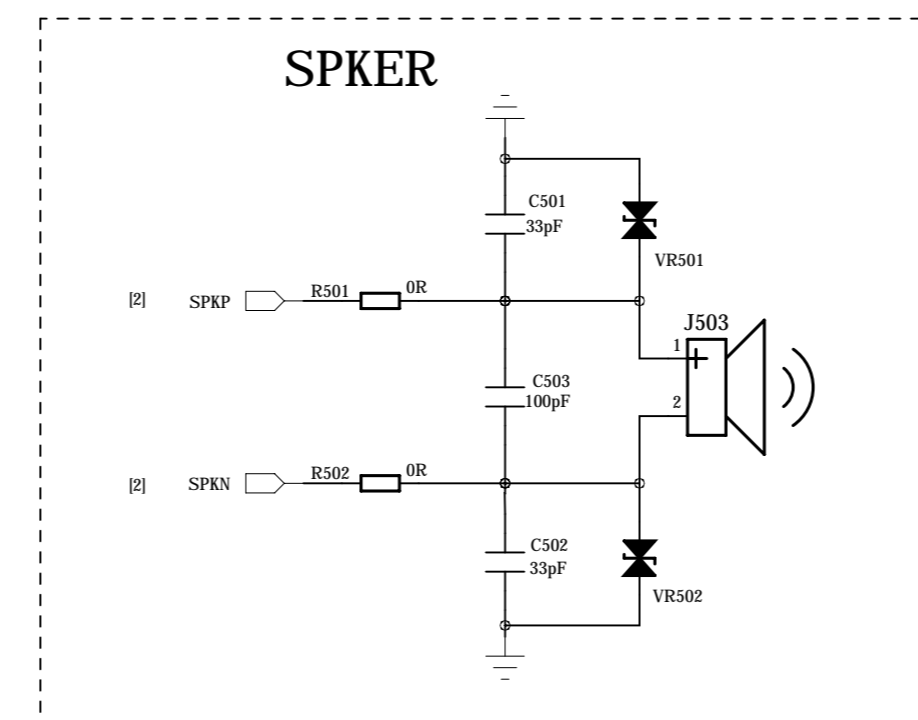 SPKER
C501
33pF
VR501
[2] SPKP R501 0R
J503
1
+
C503
100pF
2
[2] SPKN R502 0R
C502
33pF
VR502